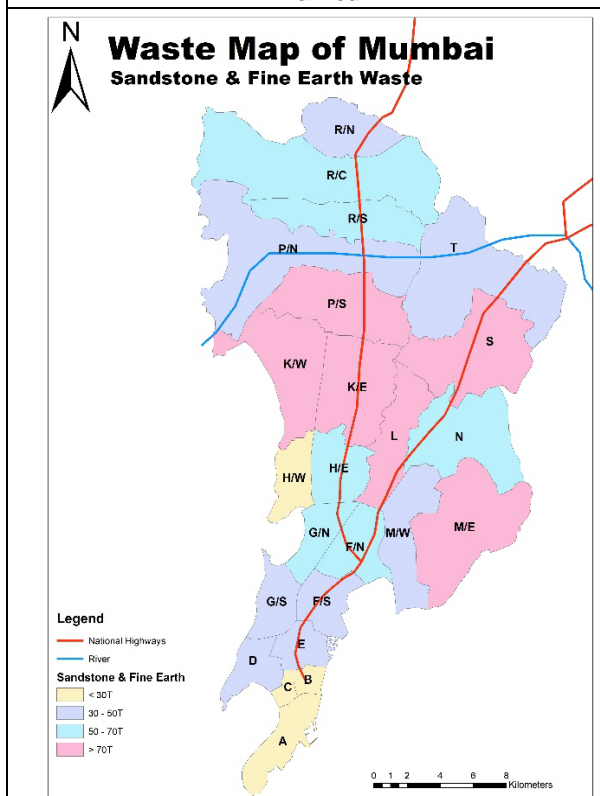 N
Waste Map of Mumbai
Sandstone & Fine Earth Waste
R/N
R/C
R/S
P/N
T
P/S
S
K/W
K/E
L
N
H/W
H/E
G/N
F/N
M/W
M/E
G/S
F/S
E
D
B
C
A
Legend
National Highways
River
Sandstone & Fine Earth
< 30T
30 - 50T
50 - 70T
> 70T
0 1 2 4 6 8
Kilometers